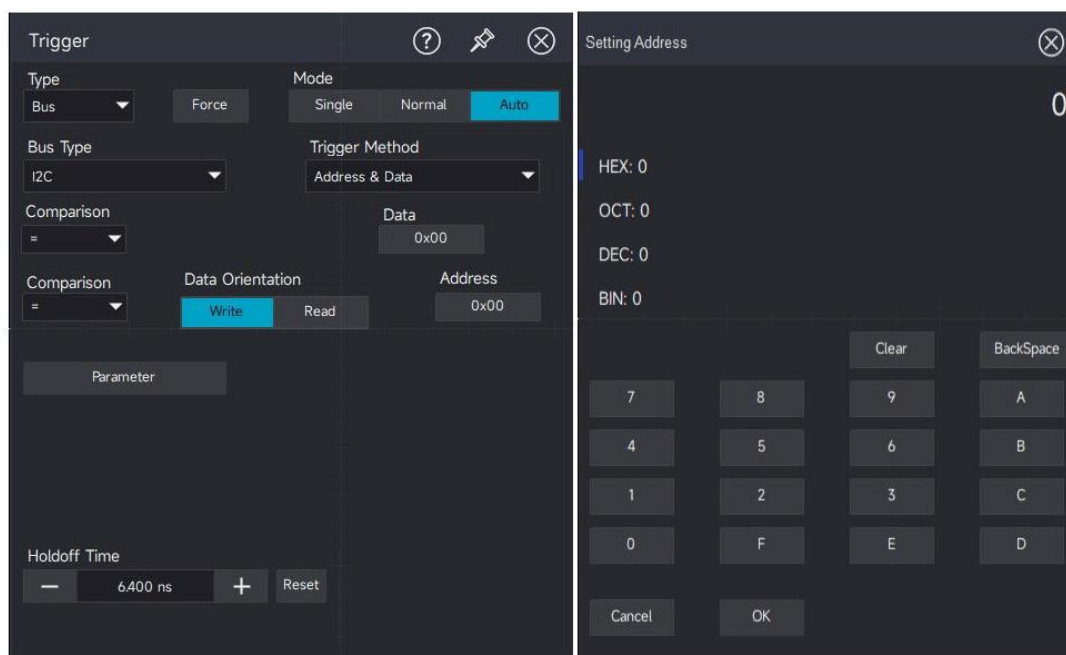 Trigger
Type
Mode
Bus
Force
Single
Normal
Auto
Bus Type
Trigger Method
I2C
Address & Data
Comparison
Data
=
0x00
Comparison
Data Orientation
Address
=
Write
Read
0x00
Parameter
Holdoff Time
6.400 ns
Reset
Setting Address
0
HEX: 0
OCT: 0
DEC: 0
BIN: 0
Clear
BackSpace
7
8
9
A
4
5
6
B
1
2
3
C
0
F
E
D
Cancel
OK